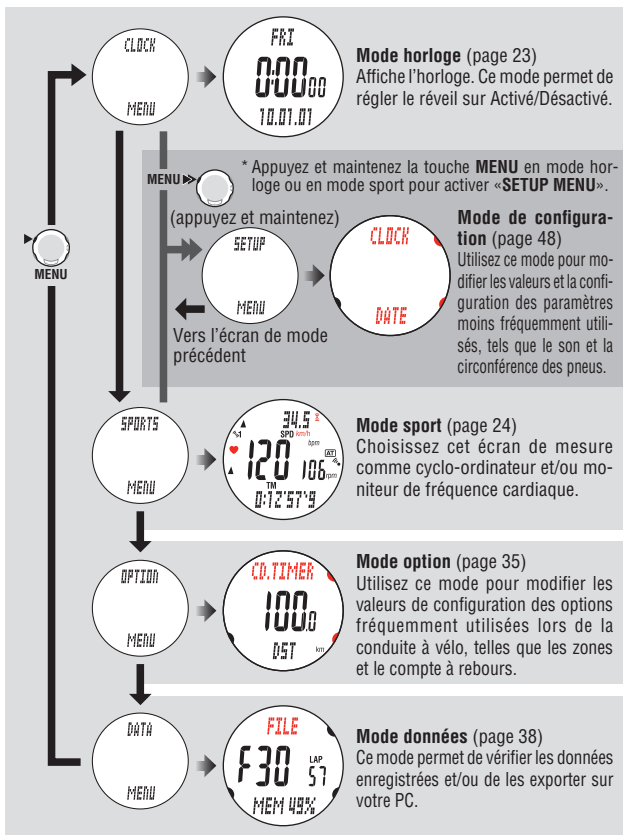 CLOCK
MENU
FRI
0:00 00
10.01.01
Mode horloge (page 23)
Affiche l'horloge. Ce mode permet de
régler le réveil sur Activé/Désactivé.
MENU
* Appuyez et maintenez la touche MENU en mode hor-
loge ou en mode sport pour activer «SETUP MENU».
(appuyez et maintenez)
SETUP
MENU
Vers l'écran de mode
précédent
CLOCK
DATE
Mode de configura-
tion (page 48)
Utilisez ce mode pour mo-
difier les valeurs et la confi-
guration des paramètres
moins fréquemment utili-
sés, tels que le son et la
circonférence des pneus.
MENU
SPORTS
MENU
34.5
SPD km/h
1
bpm
120
AT
106 rpm
TM
0:12'57"9
Mode sport (page 24)
Choisissez cet écran de mesure
comme cyclo-ordinateur et/ou mo-
niteur de fréquence cardiaque.
OPTION
MENU
CD.TIMER
100.0
DST km
Mode option (page 35)
Utilisez ce mode pour modifier les
valeurs de configuration des options
fréquemment utilisées lors de la
conduite à vélo, telles que les zones
et le compte à rebours.
DATA
MENU
FILE
F30 LAP 57
MEM 49%
Mode données (page 38)
Ce mode permet de vérifier les données
enregistrées et/ou de les exporter sur
votre PC.